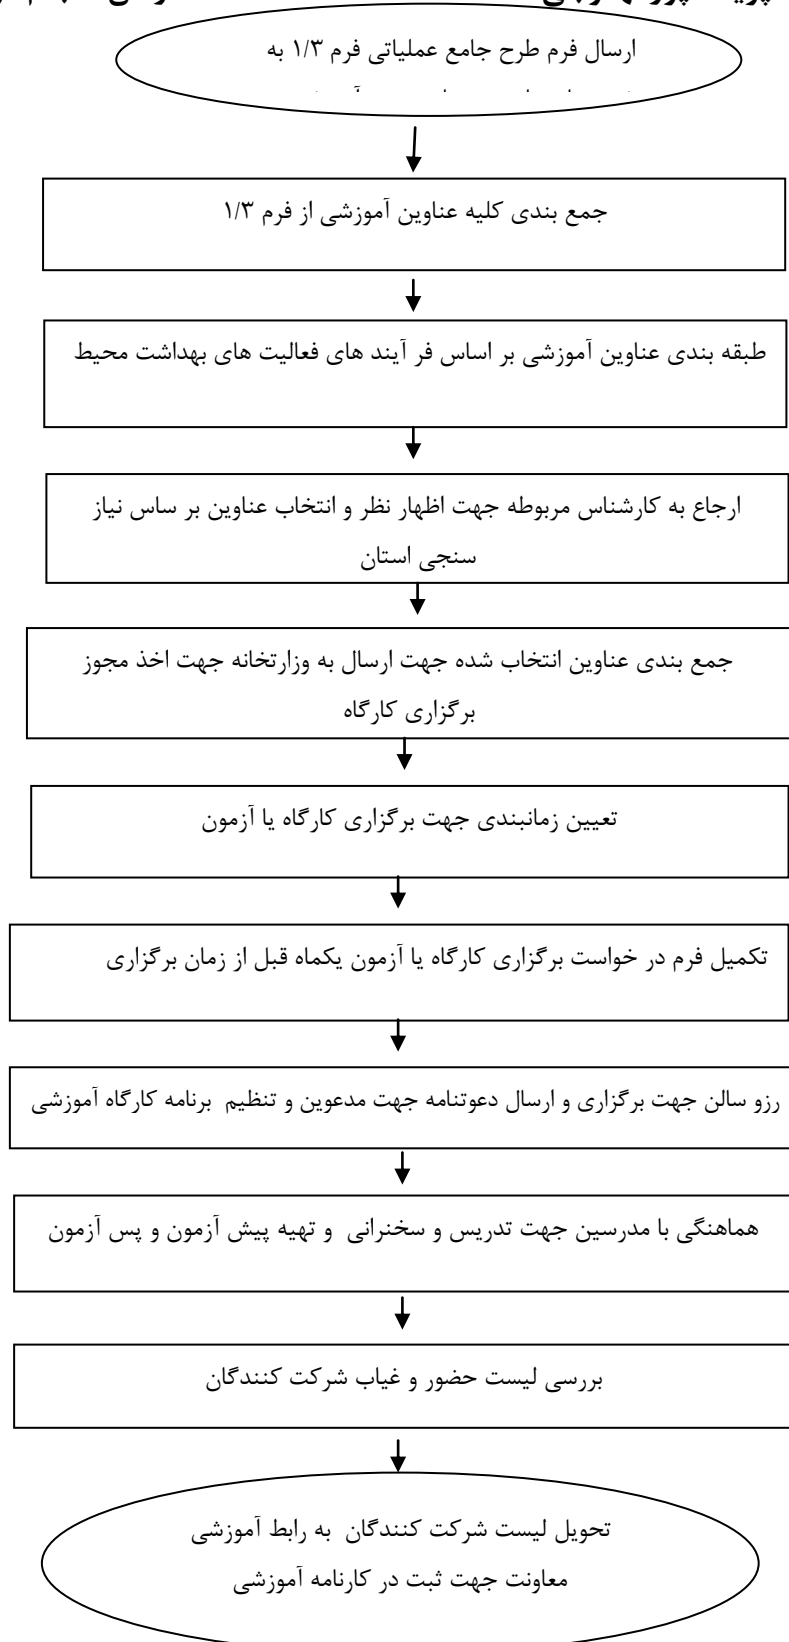 ارسال فرم طرح جامع عملیاتی فرم ۱/۳ به
جمع بندی کلیه عناوین آموزشی از فرم ۱/۳
طبقه بندی عناوین آموزشی بر اساس فر آیند های فعالیت های بهداشت محیط
ارجاع به کارشناس مربوطه جهت اظهار نظر و انتخاب عناوین بر ساس نیاز
سنجی استان
جمع بندی عناوین انتخاب شده جهت ارسال به وزارتخانه جهت اخذ مجوز
برگزاری کارگاه
تعیین زمانبندی جهت برگزاری کارگاه یا آزمون
تکمیل فرم در خواست برگزاری کارگاه یا آزمون یکماه قبل از زمان برگزاری
رزو سالن جهت برگزاری و ارسال دعوتنامه جهت مدعوین و تنظیم برنامه کارگاه آموزشی
هماهنگی با مدرسین جهت تدریس و سخنرانی و تهیه پیش آزمون و پس آزمون
بررسی لیست حضور و غیاب شرکت کنندگان
تحویل لیست شرکت کنندگان به رابط آموزشی
معاونت جهت ثبت در کارنامه آموزشی